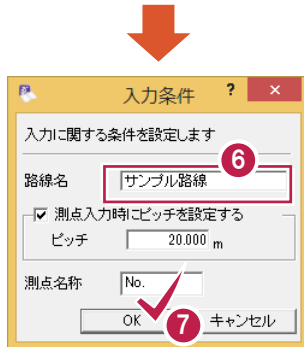 入力条件 ? ×
入力に関する条件を設定します
6
路線名 サンプル路線
測点入力時にピッチを設定する
ピッチ 20.000 m
測点名称 No.
OK 7 キャンセル